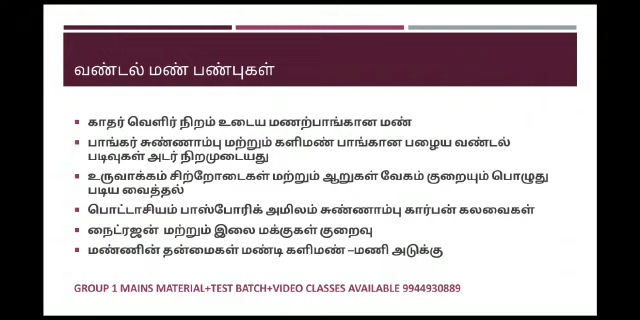 வண்டல் மண் பண்புகள்
காதர் வெளிர் நிறம் உடைய மணற்பாங்கான மண்
பாங்கர் சுண்ணாம்பு மற்றும் களிமண் பாங்கான பழைய வண்டல்
படிவுகள் அடர் நிறமுடையது
உருவாக்கம் சிற்றோடைகள் மற்றும் ஆறுகள் வேகம் குறையும் பொழுது
படிய வைத்தல்
பொட்டாசியம் பாஸ்போரிக் அமிலம் சுண்ணாம்பு கார்பன் கலவைகள்
நைட்ரஜன் மற்றும் இலை மக்குகள் குறைவு
மண்ணின் தன்மைகள் மண்டி களிமண் –மணி அடுக்கு
GROUP 1 MAINS MATERIAL+TEST BATCH+VIDEO CLASSES AVAILABLE 9944930889